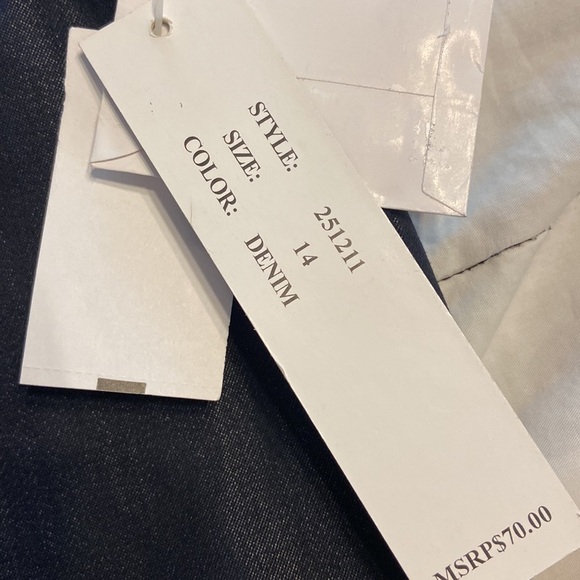 STYLE: 251211
SIZE: 14
COLOR: DENIM
MSRP$70.00